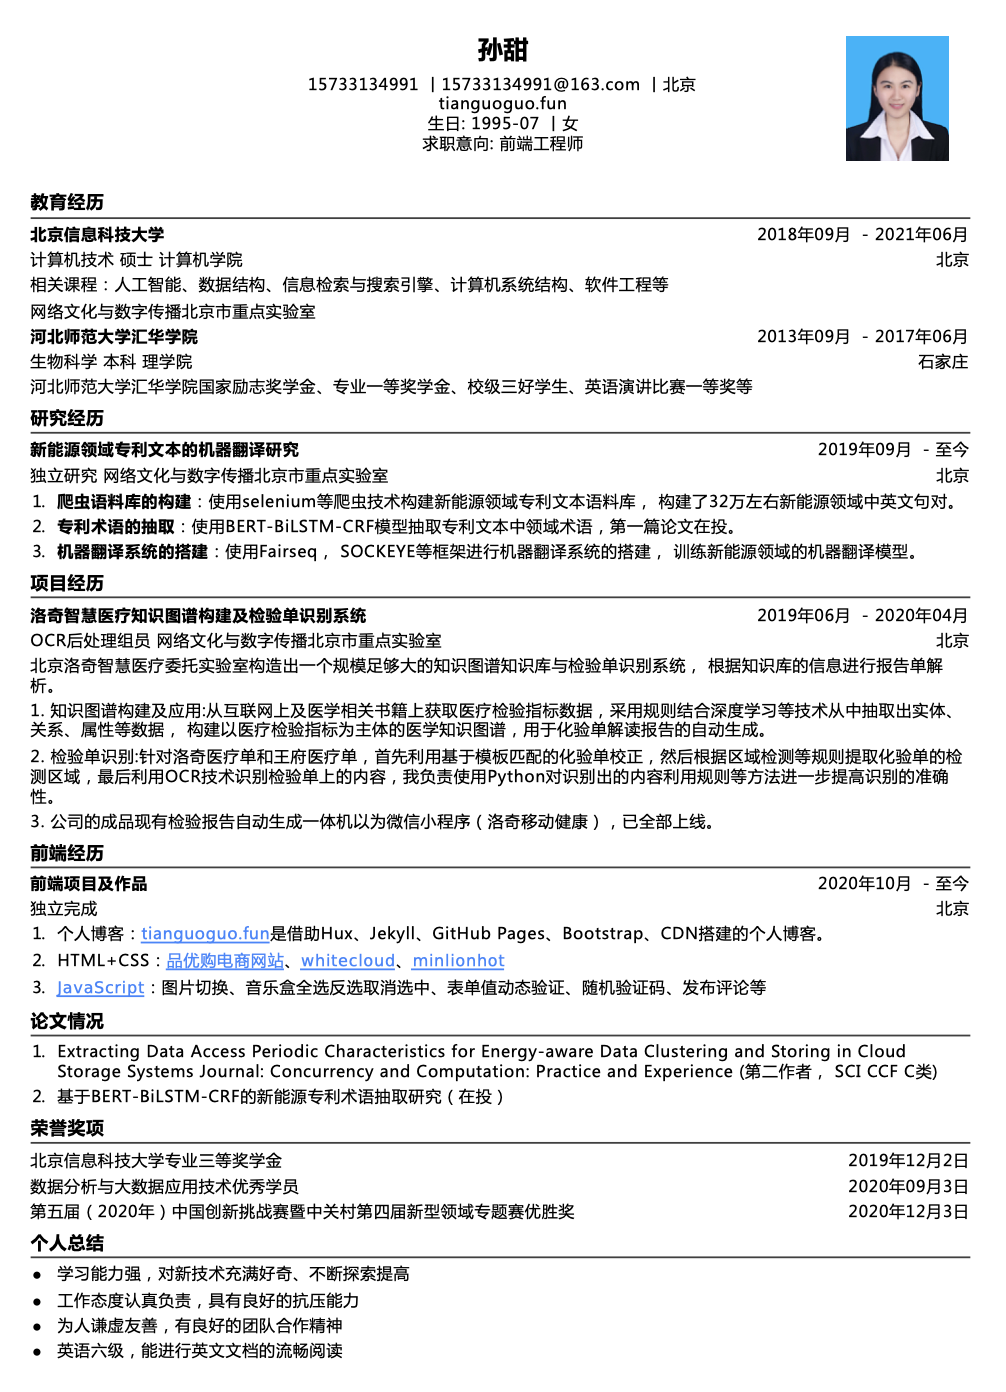 孙甜
15733134991 | 15733134991@163.com | 北京
tianguoguo.fun
生日: 1995-07 | 女
求职意向: 前端工程师
教育经历
北京信息科技大学 2018年09月 - 2021年06月
计算机技术 硕士 计算机学院 北京
相关课程：人工智能、数据结构、信息检索与搜索引擎、计算机系统结构、软件工程等
网络文化与数字传播北京市重点实验室
河北师范大学汇华学院 2013年09月 - 2017年06月
生物科学 本科 理学院 石家庄
河北师范大学汇华学院国家励志奖学金、专业一等奖学金、校级三好学生、英语演讲比赛一等奖等
研究经历
新能源领域专利文本的机器翻译研究 2019年09月 - 至今
独立研究 网络文化与数字传播北京市重点实验室 北京
1. 爬虫语料库的构建：使用selenium等爬虫技术构建新能源领域专利文本语料库， 构建了32万左右新能源领域中英文句对。
2. 专利术语的抽取：使用BERT-BiLSTM-CRF模型抽取专利文本中领域术语，第一篇论文在投。
3. 机器翻译系统的搭建：使用Fairseq， SOCKEYE等框架进行机器翻译系统的搭建， 训练新能源领域的机器翻译模型。
项目经历
洛奇智慧医疗知识图谱构建及检验单识别系统 2019年06月 - 2020年04月
OCR后处理组员 网络文化与数字传播北京市重点实验室 北京
北京洛奇智慧医疗委托实验室构造出一个规模足够大的知识图谱知识库与检验单识别系统， 根据知识库的信息进行报告单解
析。
1. 知识图谱构建及应用:从互联网上及医学相关书籍上获取医疗检验指标数据，采用规则结合深度学习等技术从中抽取出实体、
关系、属性等数据， 构建以医疗检验指标为主体的医学知识图谱，用于化验单解读报告的自动生成。
2. 检验单识别:针对洛奇医疗单和王府医疗单，首先利用基于模板匹配的化验单校正，然后根据区域检测等规则提取化验单的检
测区域，最后利用OCR技术识别检验单上的内容，我负责使用Python对识别出的内容利用规则等方法进一步提高识别的准确
性。
3. 公司的成品现有检验报告自动生成一体机以为微信小程序（洛奇移动健康），已全部上线。
前端经历
前端项目及作品 2020年10月 - 至今
独立完成 北京
1. 个人博客：tianguoguo.fun是借助Hux、Jekyll、GitHub Pages、Bootstrap、CDN搭建的个人博客。
2. HTML+CSS：品优购电商网站、whitecloud、minlionhot
3. JavaScript：图片切换、音乐盒全选反选取消选中、表单值动态验证、随机验证码、发布评论等
论文情况
1. Extracting Data Access Periodic Characteristics for Energy-aware Data Clustering and Storing in Cloud
Storage Systems Journal: Concurrency and Computation: Practice and Experience (第二作者， SCI CCF C类)
2. 基于BERT-BiLSTM-CRF的新能源专利术语抽取研究（在投）
荣誉奖项
北京信息科技大学专业三等奖学金 2019年12月2日
数据分析与大数据应用技术优秀学员 2020年09月3日
第五届（2020年）中国创新挑战赛暨中关村第四届新型领域专题赛优胜奖 2020年12月3日
个人总结
● 学习能力强，对新技术充满好奇、不断探索提高
● 工作态度认真负责，具有良好的抗压能力
● 为人谦虚友善，有良好的团队合作精神
● 英语六级，能进行英文文档的流畅阅读